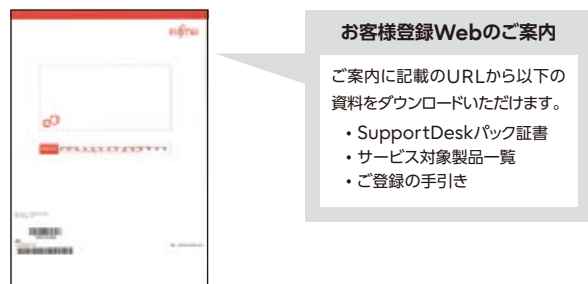 FUJITSU
お客様登録Webのご案内
ご案内に記載のURLから以下の
資料をダウンロードいただけます。
・SupportDeskパック証書
・サービス対象製品一覧
・ご登録の手引き